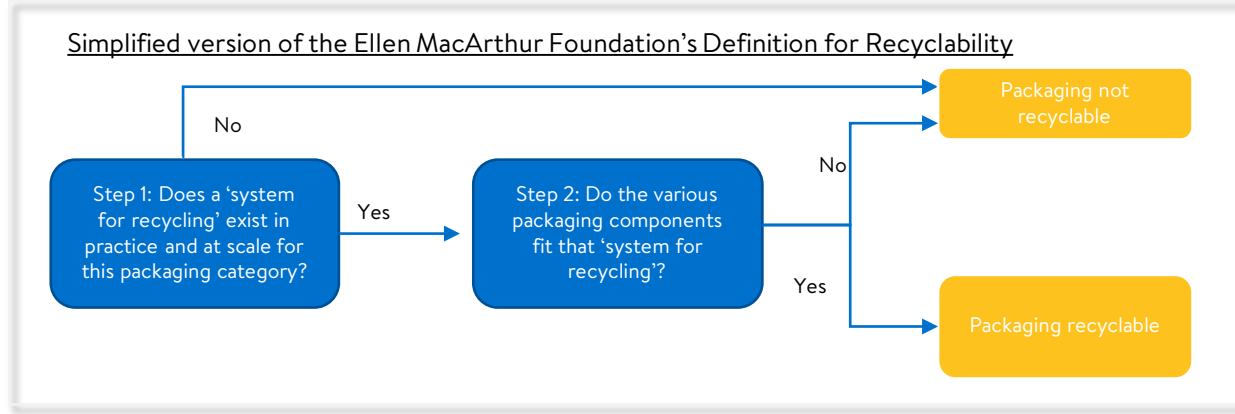 Simplified version of the Ellen MacArthur Foundation's Definition for Recyclability
Packaging not
recyclable
No
No
Step 1: Does a ‘system
for recycling’ exist in
practice and at scale for
this packaging category?
Yes
Step 2: Do the various
packaging components
fit that ‘system for
recycling’?
Yes
Packaging recyclable